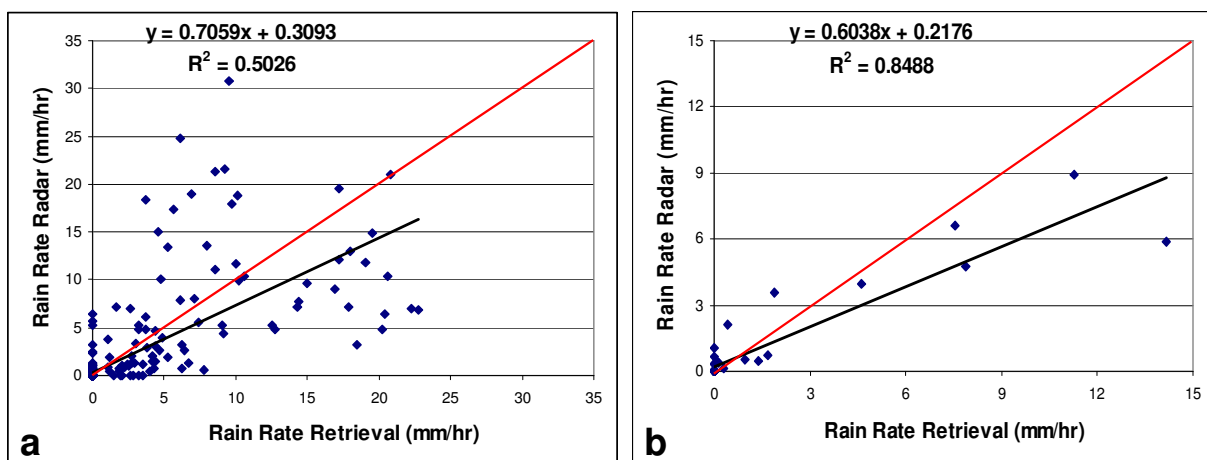 y = 0.7059x + 0.3093
R² = 0.5026
35
30
25
20
15
10
5
0
0 5 10 15 20 25 30 35
Rain Rate Radar (mm/hr)
Rain Rate Retrieval (mm/hr)
a
y = 0.6038x + 0.2176
R² = 0.8488
15
12
9
6
3
0
0 3 6 9 12 15
Rain Rate Radar (mm/hr)
Rain Rate Retrieval (mm/hr)
b